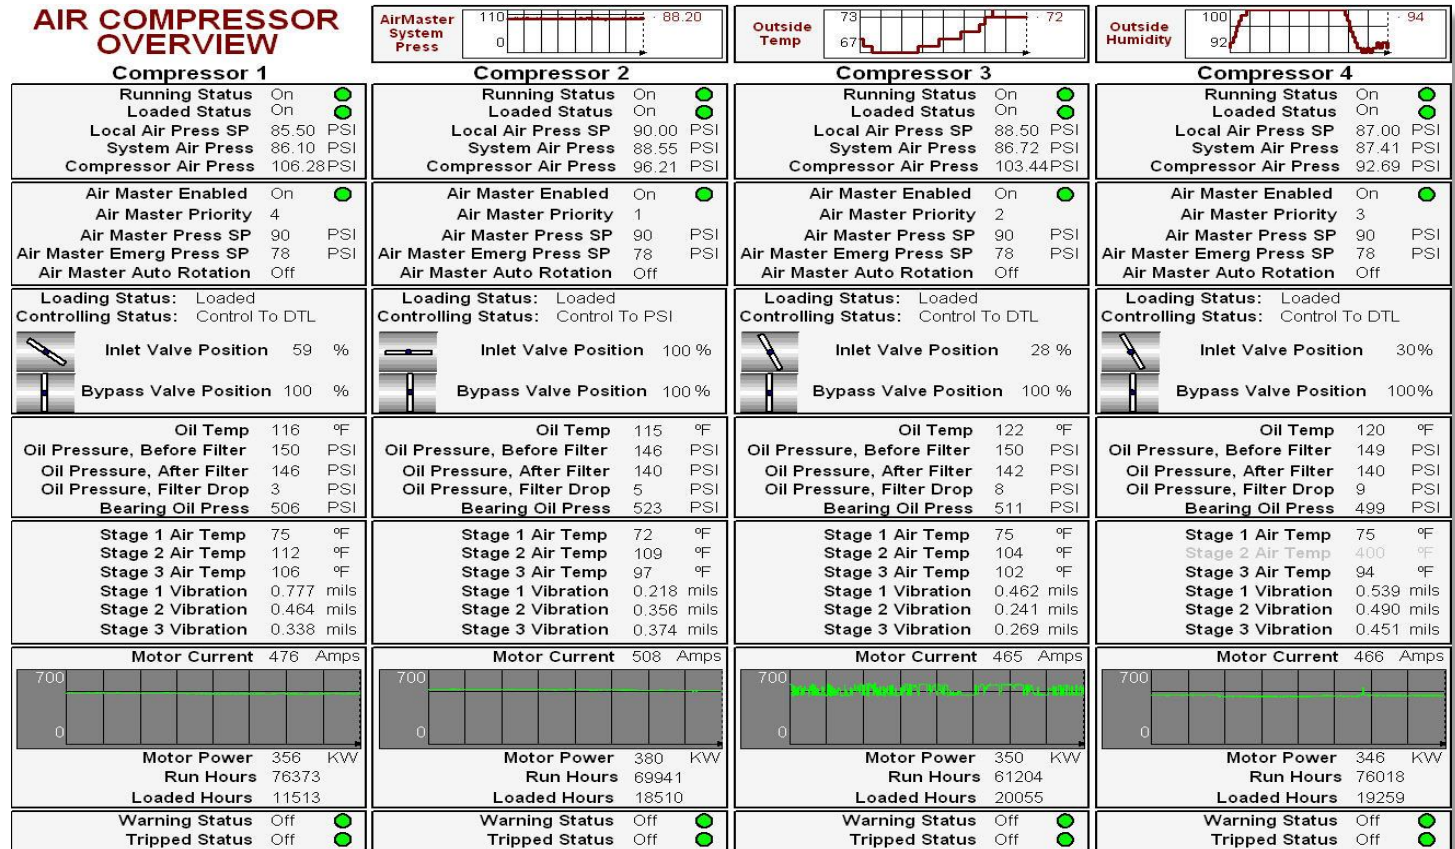 AIR COMPRESSOR
OVERVIEW
AirMaster
System
Press
110
0
88.20
Outside
Temp
73
67
72
Outside
Humidity
100
92
94
Compressor 1
Running Status On
Loaded Status On
Local Air Press SP 85.50 PSI
System Air Press 86.10 PSI
Compressor Air Press 106.28 PSI
Air Master Enabled On
Air Master Priority 4
Air Master Press SP 90 PSI
Air Master Emerg Press SP 78 PSI
Air Master Auto Rotation Off
Loading Status: Loaded
Controlling Status: Control To DTL
Inlet Valve Position 59 %
Bypass Valve Position 100 %
Oil Temp 116 ºF
Oil Pressure, Before Filter 150 PSI
Oil Pressure, After Filter 146 PSI
Oil Pressure, Filter Drop 3 PSI
Bearing Oil Press 506 PSI
Stage 1 Air Temp 75 ºF
Stage 2 Air Temp 112 ºF
Stage 3 Air Temp 106 ºF
Stage 1 Vibration 0.777 mils
Stage 2 Vibration 0.464 mils
Stage 3 Vibration 0.338 mils
Motor Current 476 Amps
700
0
Motor Power 356 KW
Run Hours 76373
Loaded Hours 11513
Warning Status Off
Tripped Status Off
Compressor 2
Running Status On
Loaded Status On
Local Air Press SP 90.00 PSI
System Air Press 88.55 PSI
Compressor Air Press 96.21 PSI
Air Master Enabled On
Air Master Priority 1
Air Master Press SP 90 PSI
Air Master Emerg Press SP 78 PSI
Air Master Auto Rotation Off
Loading Status: Loaded
Controlling Status: Control To PSI
Inlet Valve Position 100 %
Bypass Valve Position 100 %
Oil Temp 115 ºF
Oil Pressure, Before Filter 146 PSI
Oil Pressure, After Filter 140 PSI
Oil Pressure, Filter Drop 5 PSI
Bearing Oil Press 523 PSI
Stage 1 Air Temp 72 ºF
Stage 2 Air Temp 109 ºF
Stage 3 Air Temp 97 ºF
Stage 1 Vibration 0.218 mils
Stage 2 Vibration 0.356 mils
Stage 3 Vibration 0.374 mils
Motor Current 508 Amps
700
0
Motor Power 380 KW
Run Hours 69941
Loaded Hours 18510
Warning Status Off
Tripped Status Off
Compressor 3
Running Status On
Loaded Status On
Local Air Press SP 88.50 PSI
System Air Press 86.72 PSI
Compressor Air Press 103.44 PSI
Air Master Enabled On
Air Master Priority 2
Air Master Press SP 90 PSI
Air Master Emerg Press SP 78 PSI
Air Master Auto Rotation Off
Loading Status: Loaded
Controlling Status: Control To DTL
Inlet Valve Position 28 %
Bypass Valve Position 100 %
Oil Temp 122 ºF
Oil Pressure, Before Filter 150 PSI
Oil Pressure, After Filter 142 PSI
Oil Pressure, Filter Drop 8 PSI
Bearing Oil Press 511 PSI
Stage 1 Air Temp 75 ºF
Stage 2 Air Temp 104 ºF
Stage 3 Air Temp 102 ºF
Stage 1 Vibration 0.462 mils
Stage 2 Vibration 0.241 mils
Stage 3 Vibration 0.269 mils
Motor Current 465 Amps
700
0
Motor Power 350 KW
Run Hours 61204
Loaded Hours 20055
Warning Status Off
Tripped Status Off
Compressor 4
Running Status On
Loaded Status On
Local Air Press SP 87.00 PSI
System Air Press 87.41 PSI
Compressor Air Press 92.69 PSI
Air Master Enabled On
Air Master Priority 3
Air Master Press SP 90 PSI
Air Master Emerg Press SP 78 PSI
Air Master Auto Rotation Off
Loading Status: Loaded
Controlling Status: Control To DTL
Inlet Valve Position 30%
Bypass Valve Position 100%
Oil Temp 120 ºF
Oil Pressure, Before Filter 149 PSI
Oil Pressure, After Filter 140 PSI
Oil Pressure, Filter Drop 9 PSI
Bearing Oil Press 499 PSI
Stage 1 Air Temp 75 ºF
Stage 2 Air Temp 400 ºF
Stage 3 Air Temp 94 ºF
Stage 1 Vibration 0.539 mils
Stage 2 Vibration 0.490 mils
Stage 3 Vibration 0.451 mils
Motor Current 466 Amps
700
0
Motor Power 346 KW
Run Hours 76018
Loaded Hours 19259
Warning Status Off
Tripped Status Off